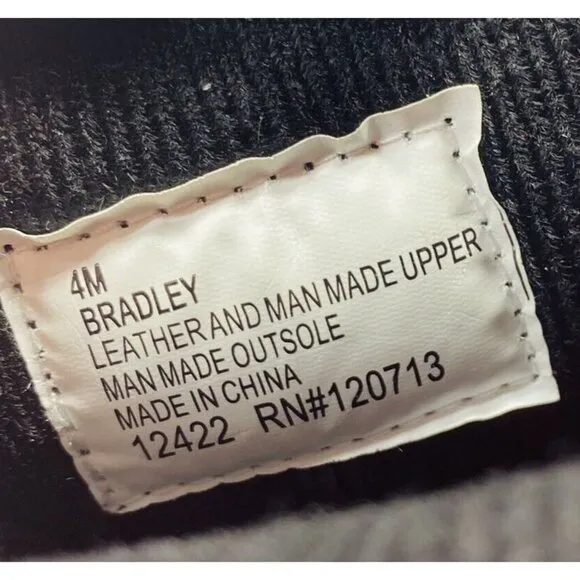 4M
BRADLEY
LEATHER AND MAN MADE UPPER
MAN MADE OUTSOLE
MADE IN CHINA
12422 RN#120713